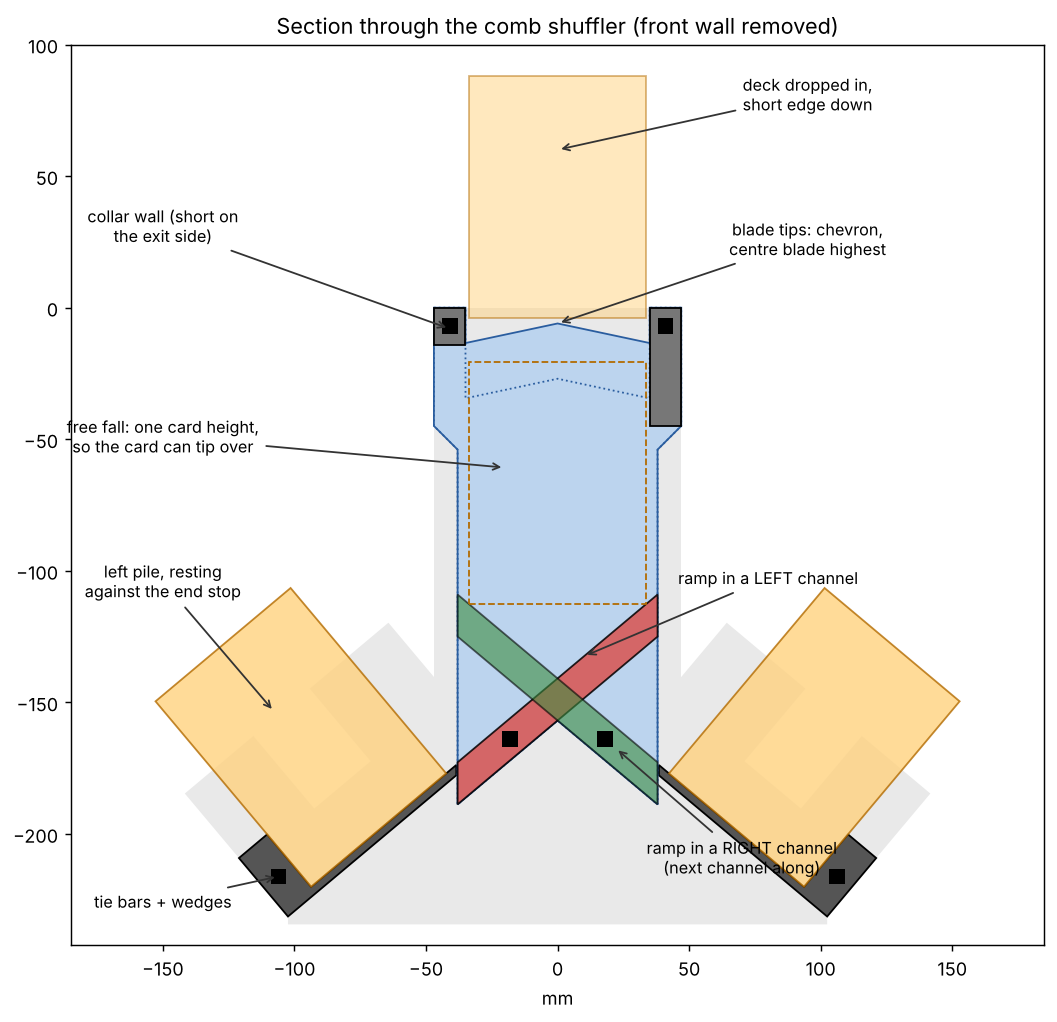 Section through the comb shuffler (front wall removed)
100
deck dropped in,
short edge down
50
collar wall (short on
the exit side)
blade tips: chevron,
centre blade highest
0
free fall: one card height,
so the card can tip over
−50
−100
left pile, resting
against the end stop
ramp in a LEFT channel
−150
−200
ramp in a RIGHT channel
(next channel along)
tie bars + wedges
−150
−100
−50
0
50
100
150
mm